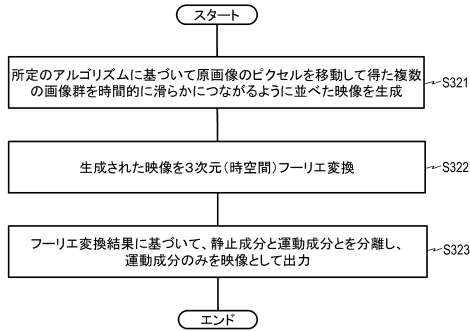 スタート
所定のアルゴリズムに基づいて原画像のピクセルを移動して得た複数
の画像群を時間的に滑らかにつながるように並べた映像を生成
S321
生成された映像を3次元(時空間)フーリエ変換
S322
フーリエ変換結果に基づいて、静止成分と運動成分とを分離し、
運動成分のみを映像として出力
S323
エンド